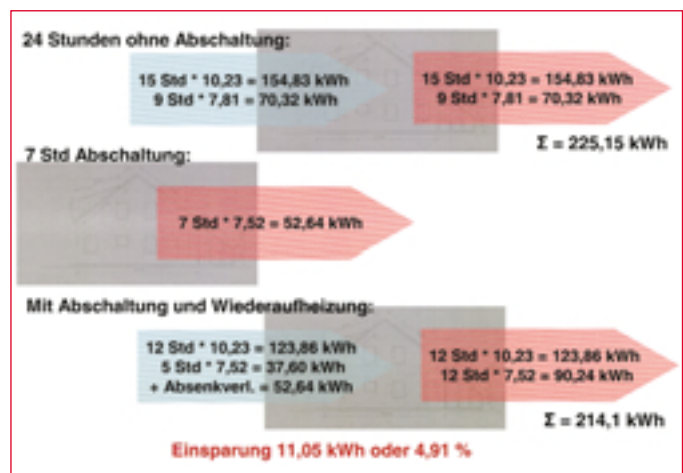 24 Stunden ohne Abschaltung:
15 Std * 10,23 = 154,83 kWh
9 Std * 7,81 = 70,32 kWh
15 Std * 10,23 = 154,83 kWh
9 Std * 7,81 = 70,32 kWh
Σ = 225,15 kWh
7 Std Abschaltung:
7 Std * 7,52 = 52,64 kWh
Mit Abschaltung und Wiederaufheizung:
12 Std * 10,23 = 123,86 kWh
5 Std * 7,52 = 37,60 kWh
+ Absenkverl. = 52,64 kWh
12 Std * 10,23 = 123,86 kWh
12 Std * 7,52 = 90,24 kWh
Σ = 214,1 kWh
Einsparung 11,05 kWh oder 4,91 %